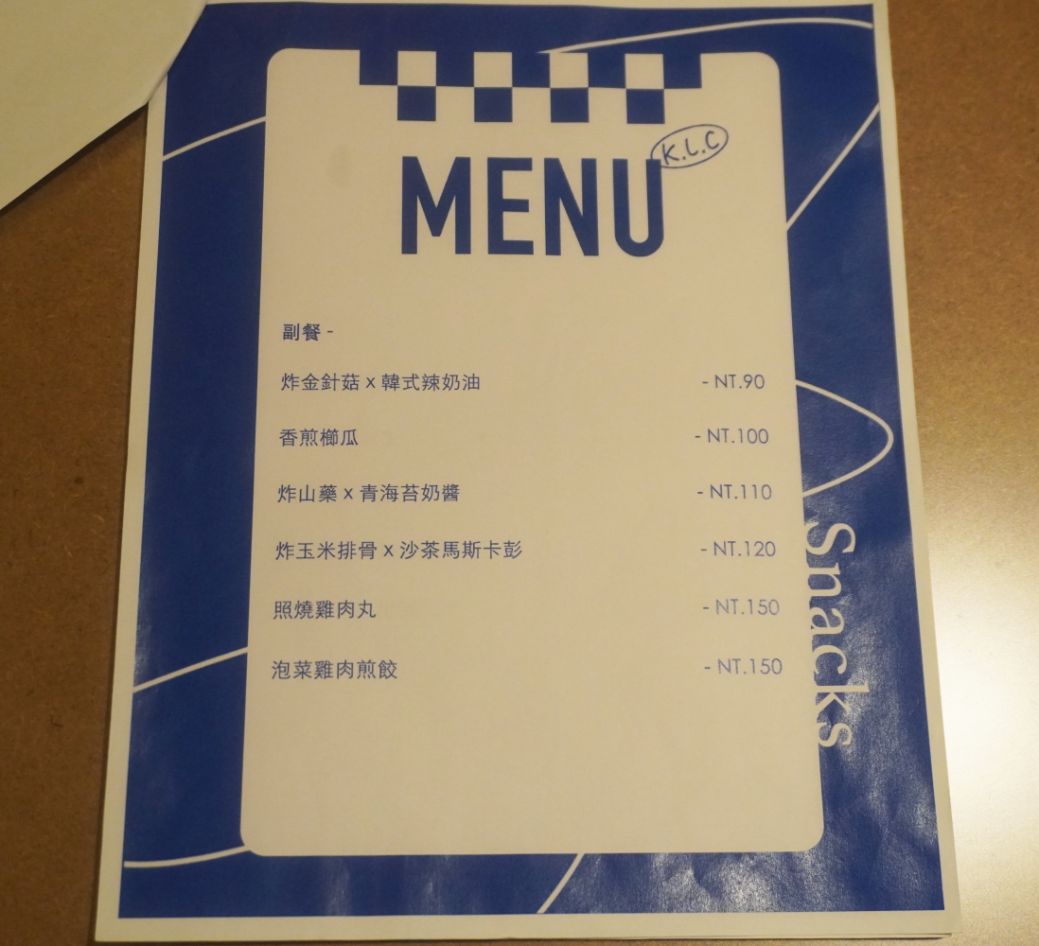 MENU
K.L.C
副餐 -
炸金針菇 x 韓式辣奶油 - NT.90
香煎櫛瓜 - NT.100
炸山藥 x 青海苔奶醬 - NT.110
炸玉米排骨 x 沙茶馬斯卡彭 - NT.120
照燒雞肉丸 - NT.150
泡菜雞肉煎餃 - NT.150
Snacks